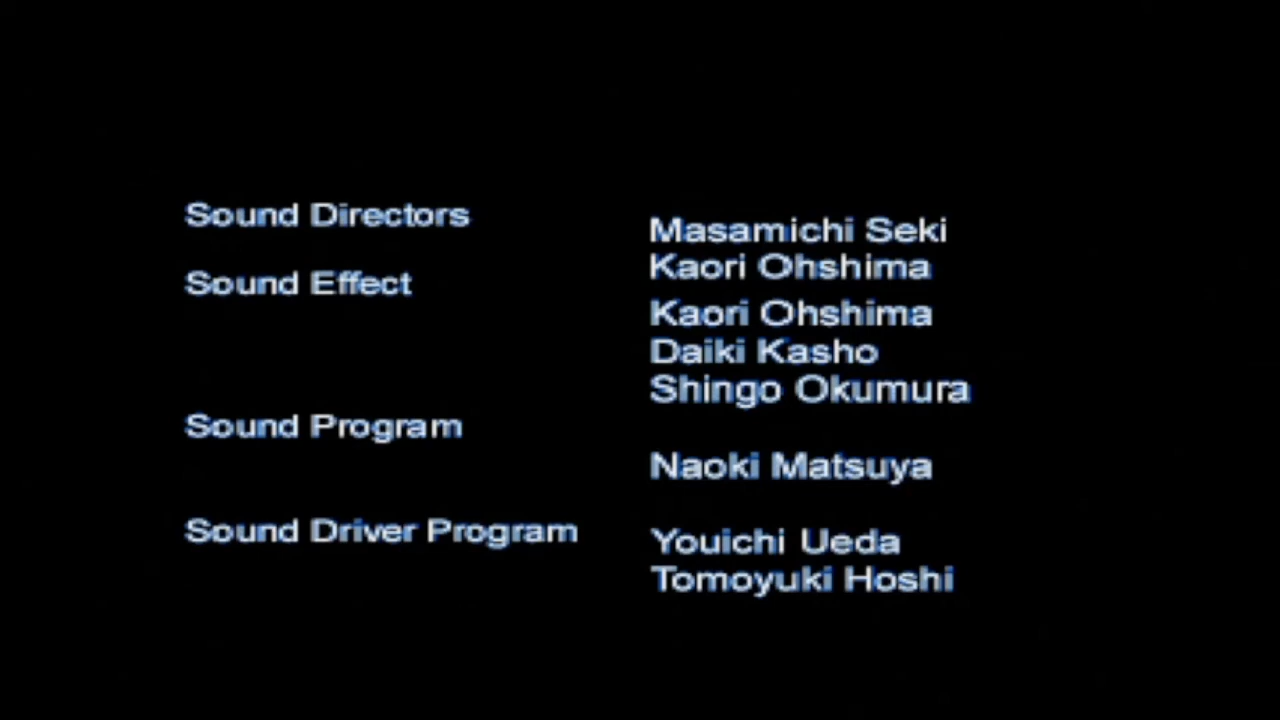 Sound Directors
Masamichi Seki
Kaori Ohshima
Sound Effect
Kaori Ohshima
Daiki Kasho
Shingo Okumura
Sound Program
Naoki Matsuya
Sound Driver Program
Youichi Ueda
Tomoyuki Hoshi